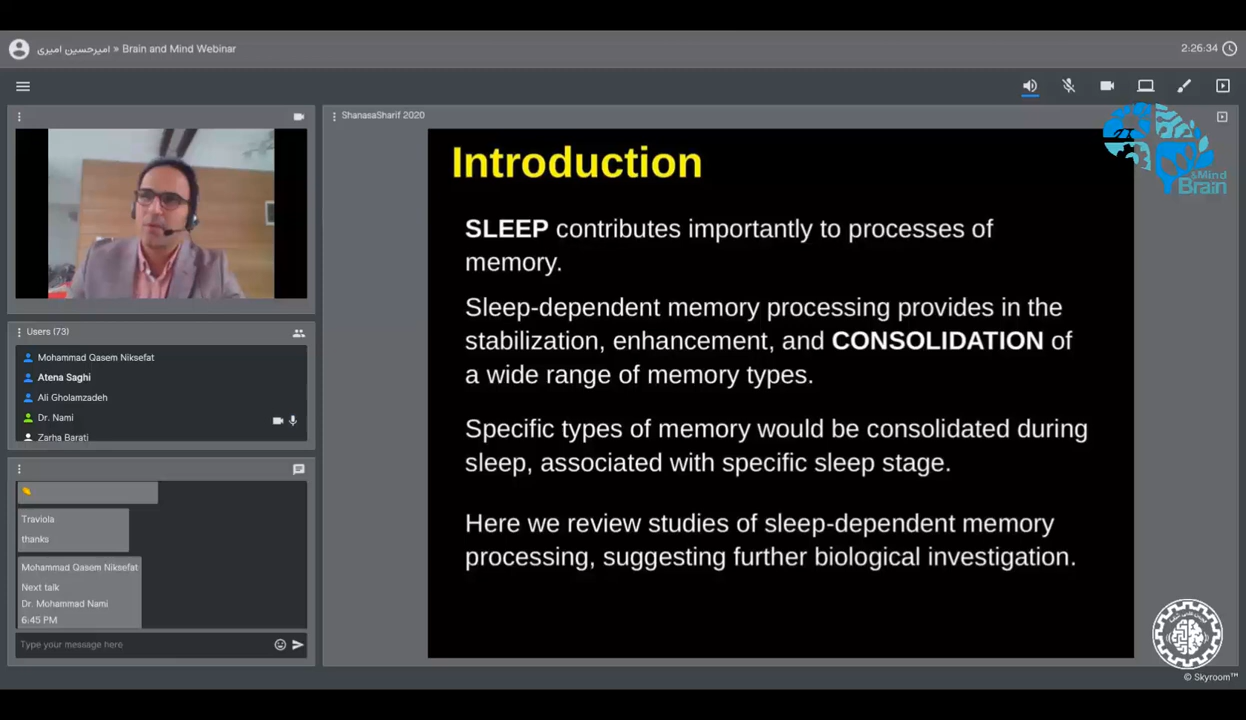 امیرحسین امیری » Brain and Mind Webinar
2:26:34
ShanasaSharif 2020
&Mind
Brain
Introduction
SLEEP contributes importantly to processes of
memory.
Sleep-dependent memory processing provides in the
stabilization, enhancement, and CONSOLIDATION of
a wide range of memory types.
Specific types of memory would be consolidated during
sleep, associated with specific sleep stage.
Here we review studies of sleep-dependent memory
processing, suggesting further biological investigation.
Users (73)
Mohammad Qasem Niksefat
Atena Saghi
Ali Gholamzadeh
Dr. Nami
Zarha Barati
Traviola
thanks
Mohammad Qasem Niksefat
Next talk
Dr. Mohammad Nami
6:45 PM
Type your message here
© Skyroom™